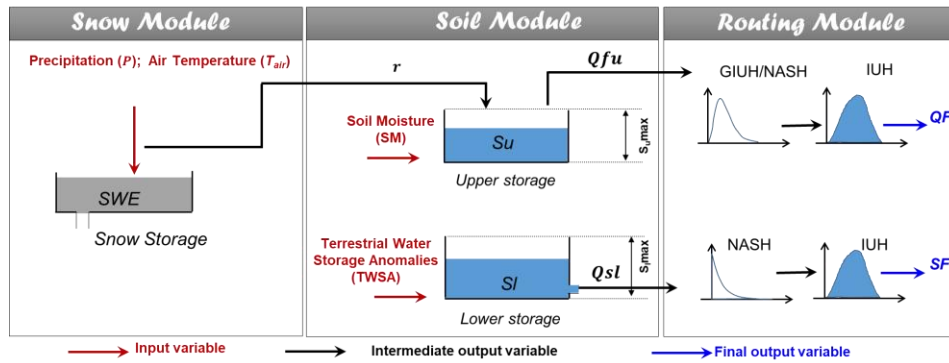 Snow Module
Precipitation (P); Air Temperature (Tair)
SWE
Snow Storage
r
Soil Module
Qfu
Soil Moisture
(SM)
Su
Sumax
Upper storage
Terrestrial Water
Storage Anomalies
(TWSA)
Sl
Qsl
Slmax
Lower storage
Routing Module
GIUH/NASH
IUH
QF
NASH
IUH
SF
Input variable
Intermediate output variable
Final output variable